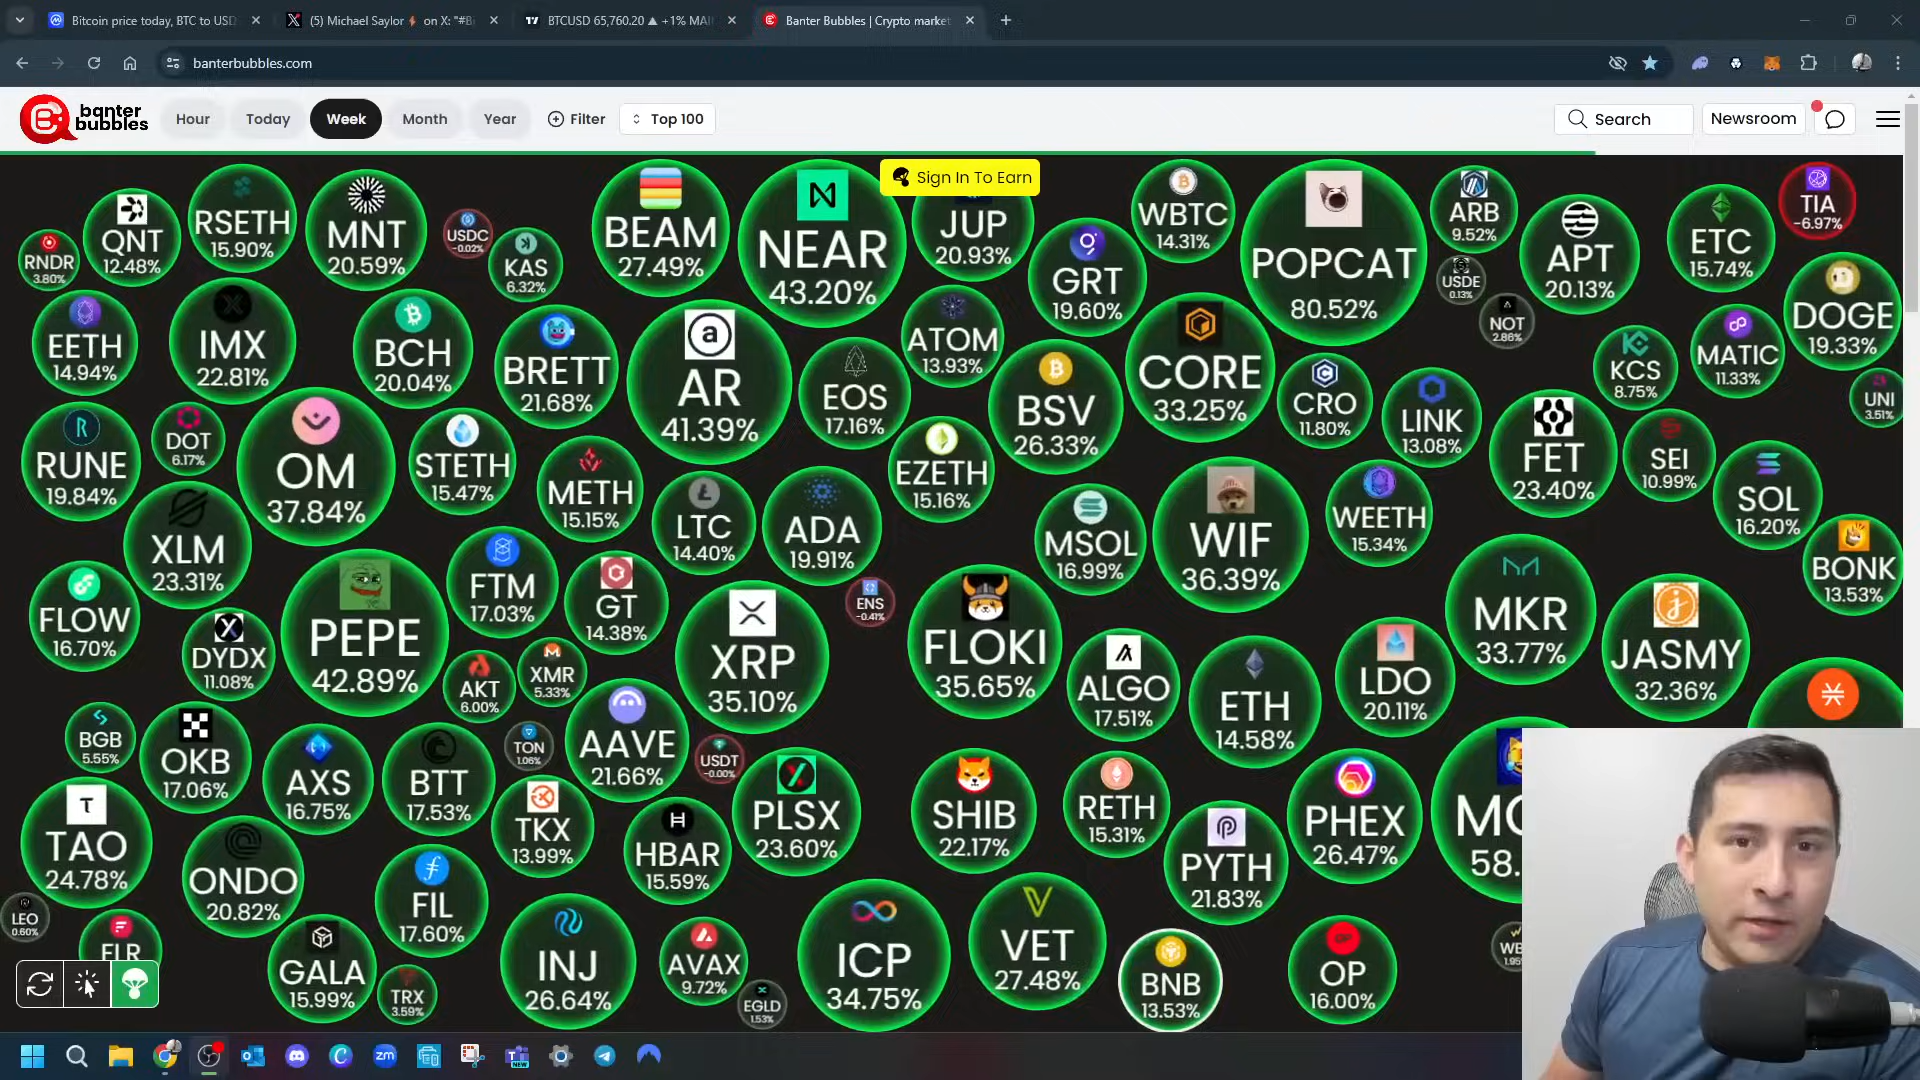 Bitcoin price today, BTC to USD
(5) Michael Saylor⚡ on X: "#Bi
BTCUSD 65,760.20 ▲ +1% MAI
Banter Bubbles | Crypto market
banterbubbles.com
banter
bubbles
Hour
Today
Week
Month
Year
Filter
Top 100
Search
Newsroom
Sign In To Earn
RNDR
3.80%
QNT
12.48%
RSETH
15.90%
MNT
20.59%
USDC
-0.02%
KAS
6.32%
BEAM
27.49%
NEAR
43.20%
JUP
20.93%
GRT
19.60%
WBTC
14.31%
POPCAT
80.52%
ARB
9.52%
USDE
0.13%
NOT
2.86%
APT
20.13%
ETC
15.74%
TIA
-6.97%
DOGE
19.33%
EETH
14.94%
IMX
22.81%
BCH
20.04%
BRETT
21.68%
AR
41.39%
ATOM
13.93%
EOS
17.16%
BSV
26.33%
CORE
33.25%
CRO
11.80%
LINK
13.08%
KCS
8.75%
MATIC
11.33%
UNI
3.51%
RUNE
19.84%
DOT
6.17%
OM
37.84%
STETH
15.47%
METH
15.15%
LTC
14.40%
ADA
19.91%
EZETH
15.16%
MSOL
16.99%
WIF
36.39%
WEETH
15.34%
FET
23.40%
SEI
10.99%
SOL
16.20%
BONK
13.53%
XLM
23.31%
FLOW
16.70%
DYDX
11.08%
PEPE
42.89%
FTM
17.03%
GT
14.38%
XRP
35.10%
ENS
-0.41%
FLOKI
35.65%
ALGO
17.51%
ETH
14.58%
LDO
20.11%
MKR
33.77%
JASMY
32.36%
AKT
6.00%
XMR
5.33%
BGB
5.55%
OKB
17.06%
AXS
16.75%
BTT
17.53%
TON
1.06%
AAVE
21.66%
USDT
-0.00%
PLSX
23.60%
SHIB
22.17%
RETH
15.31%
PHEX
26.47%
MO
58.
TAO
24.78%
ONDO
20.82%
TKX
13.99%
HBAR
15.59%
PYTH
21.83%
LEO
0.60%
FLR
GALA
15.99%
FIL
17.60%
TRX
3.59%
INJ
26.64%
AVAX
9.72%
EGLD
1.53%
ICP
34.75%
VET
27.48%
BNB
13.53%
OP
16.00%
WB
1.95%
zm
NEW